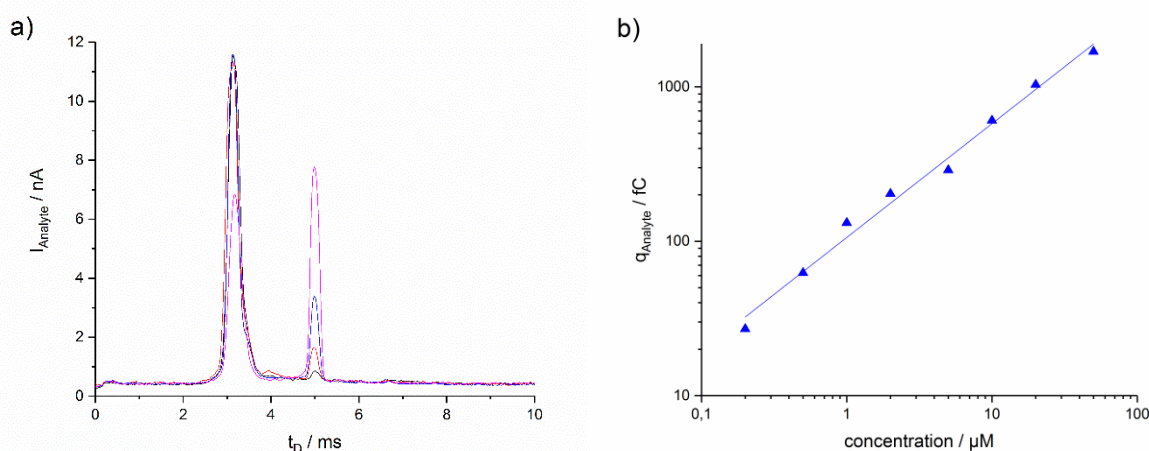 a)
12
10
8
6
4
2
0
I_Analyte / nA
0 2 4 6 8 10
t_D / ms
b)
1000
100
10
q_Analyte / fC
0,1 1 10 100
concentration / µM